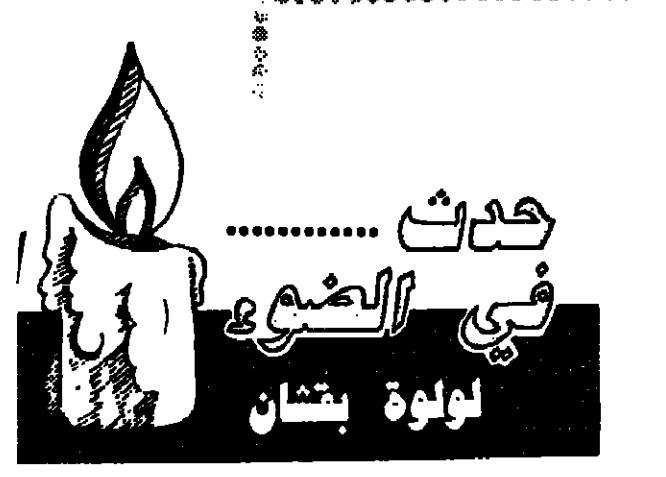 حدث ............
في الضوء
لولوة بقشان